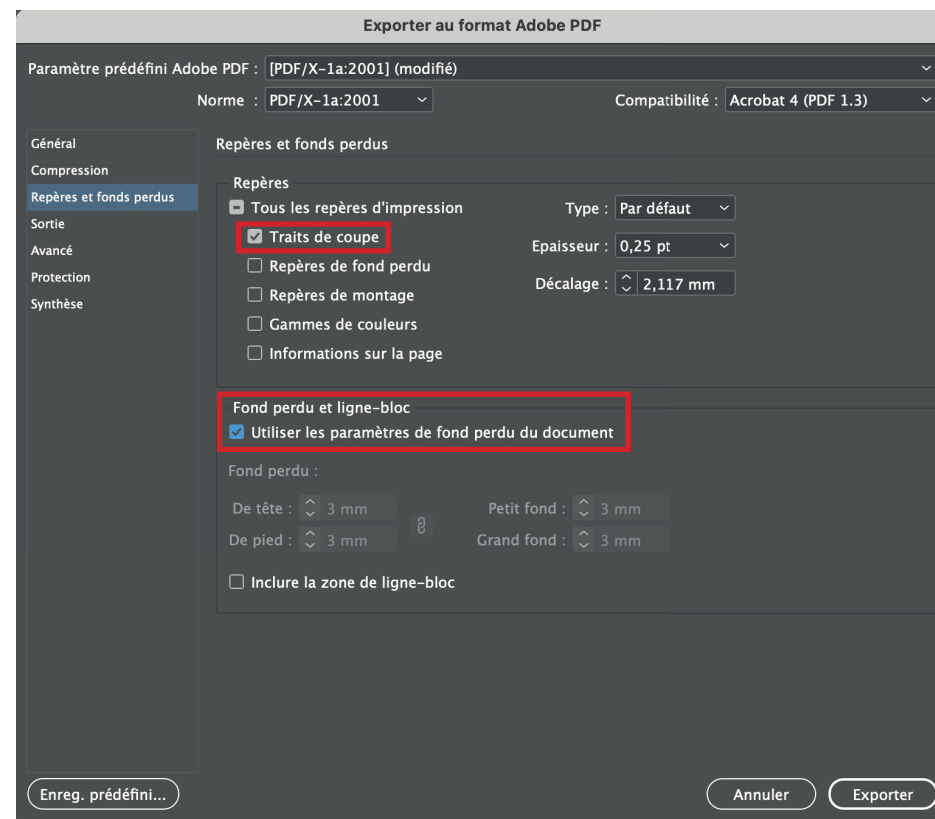 Exporter au format Adobe PDF
Paramètre prédéfini Adobe PDF : [PDF/X-1a:2001] (modifié)
Norme : PDF/X-1a:2001 Compatibilité : Acrobat 4 (PDF 1.3)
Général
Compression
Repères et fonds perdus
Sortie
Avancé
Protection
Synthèse
Repères et fonds perdus
Repères
Tous les repères d'impression
Traits de coupe
Repères de fond perdu
Repères de montage
Gammes de couleurs
Informations sur la page
Type : Par défaut
Epaisseur : 0,25 pt
Décalage : 2,117 mm
Fond perdu et ligne-bloc
Utiliser les paramètres de fond perdu du document
Fond perdu :
De tête : 3 mm Petit fond : 3 mm
De pied : 3 mm Grand fond : 3 mm
Inclure la zone de ligne-bloc
Enreg. prédéfini... Annuler Exporter